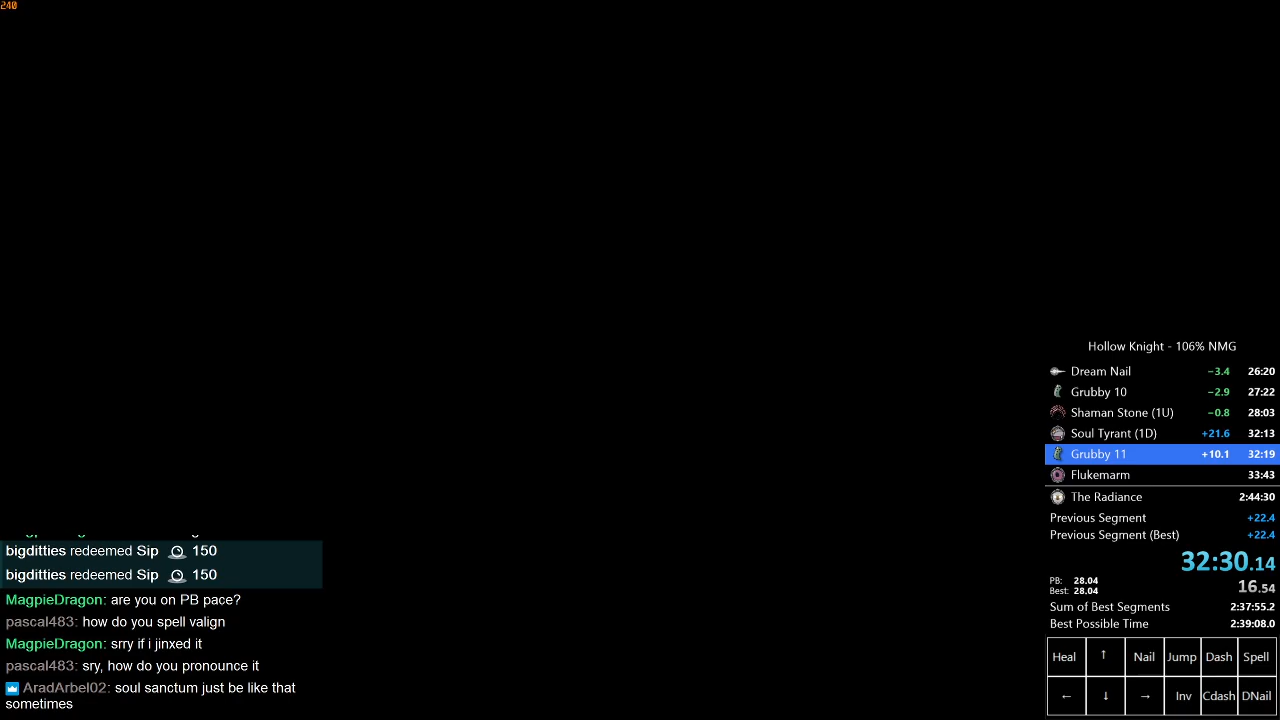 240
Hollow Knight - 106% NMG
Dream Nail -3.4 26:20
Grubby 10 -2.9 27:22
Shaman Stone (1U) -0.8 28:03
Soul Tyrant (1D) +21.6 32:13
Grubby 11 +10.1 32:19
Flukemarm 33:43
The Radiance 2:44:30
Previous Segment +22.4
Previous Segment (Best) +22.4
32:30.14
PB: 28.04
Best: 28.04
16.54
Sum of Best Segments 2:37:55.2
Best Possible Time 2:39:08.0
Heal ↑ Nail Jump Dash Spell
← ↓ → Inv Cdash DNail
bigditties redeemed Sip 150
bigditties redeemed Sip 150
MagpieDragon: are you on PB pace?
pascal483: how do you spell valign
MagpieDragon: srry if i jinxed it
pascal483: sry, how do you pronounce it
AradArbel02: soul sanctum just be like that
sometimes